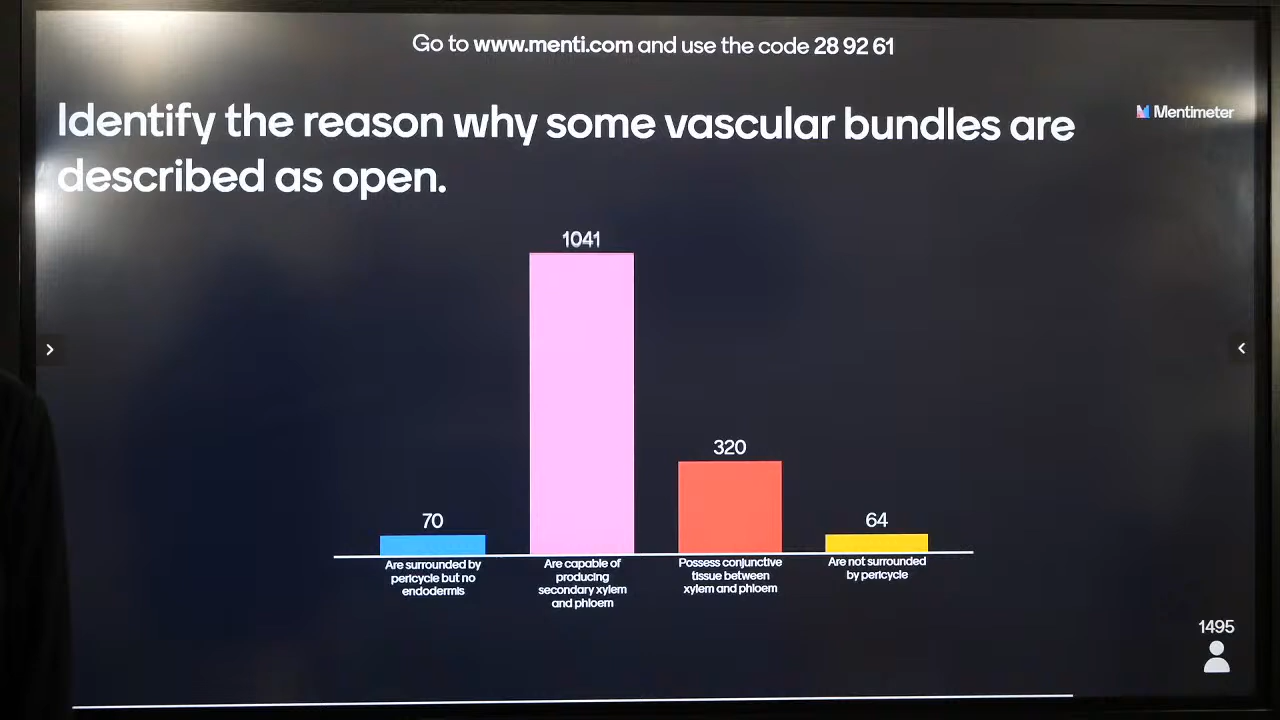 Go to www.menti.com and use the code 28 92 61
Identify the reason why some vascular bundles are
described as open.
Mentimeter
1041
320
70
64
Are surrounded by
pericycle but no
endodermis
Are capable of
producing
secondary xylem
and phloem
Possess conjunctive
tissue between
xylem and phloem
Are not surrounded
by pericycle
1495